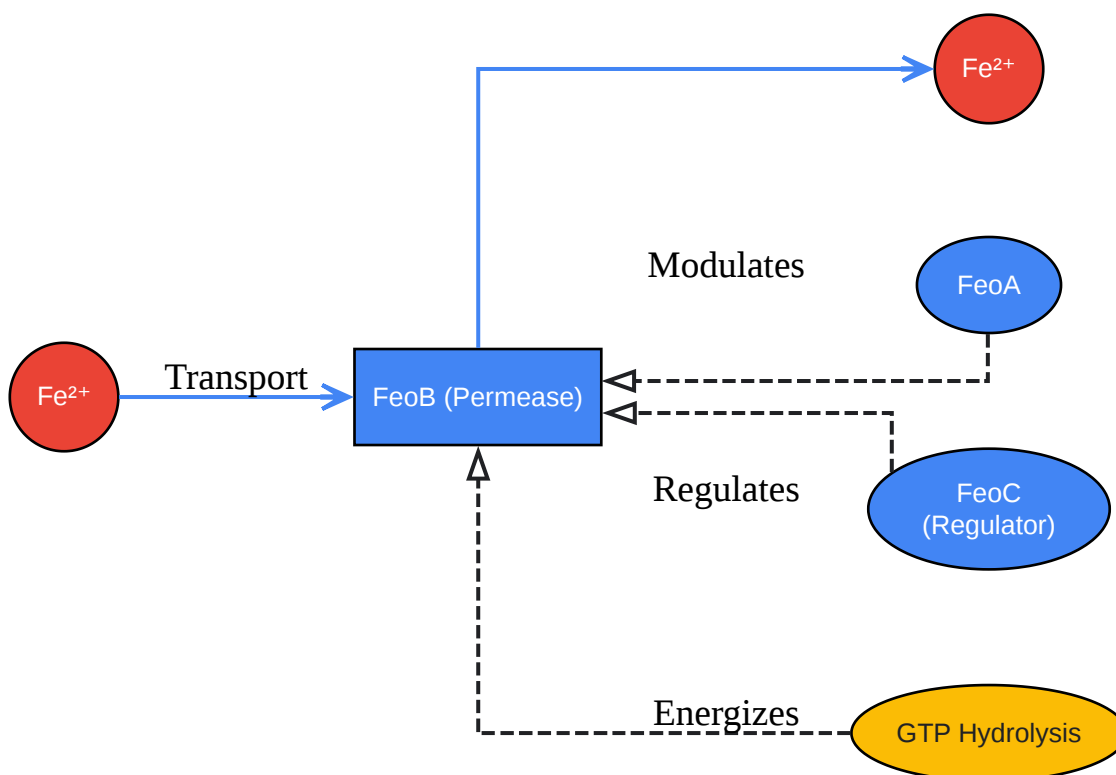 Fe²⁺
Modulates
FeoA
Fe²⁺
Transport
FeoB (Permease)
Regulates
FeoC
(Regulator)
Energizes
GTP Hydrolysis